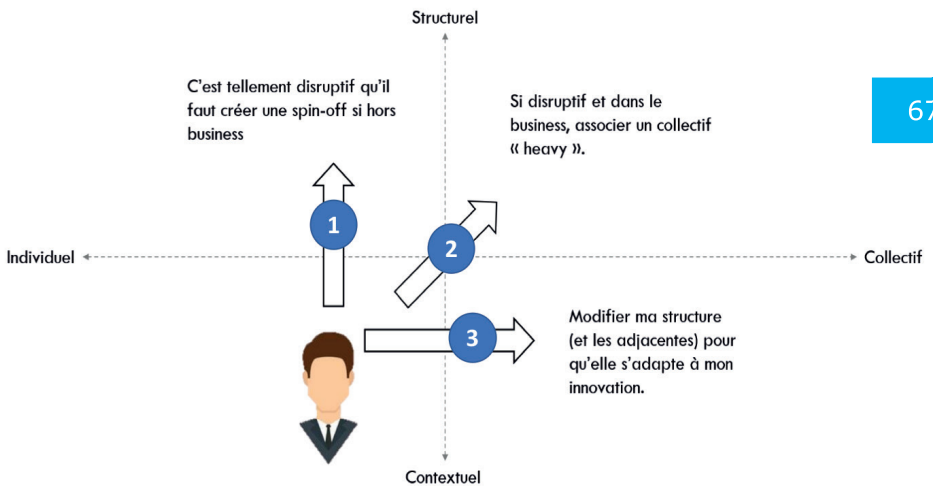 Structurel
C'est tellement disruptif qu'il
faut créer une spin-off si hors
business
Si disruptif et dans le
business, associer un collectif
« heavy ».
67
1
2
Individuel
Collectif
3
Modifier ma structure
(et les adjacentes) pour
qu'elle s'adapte à mon
innovation.
Contextuel